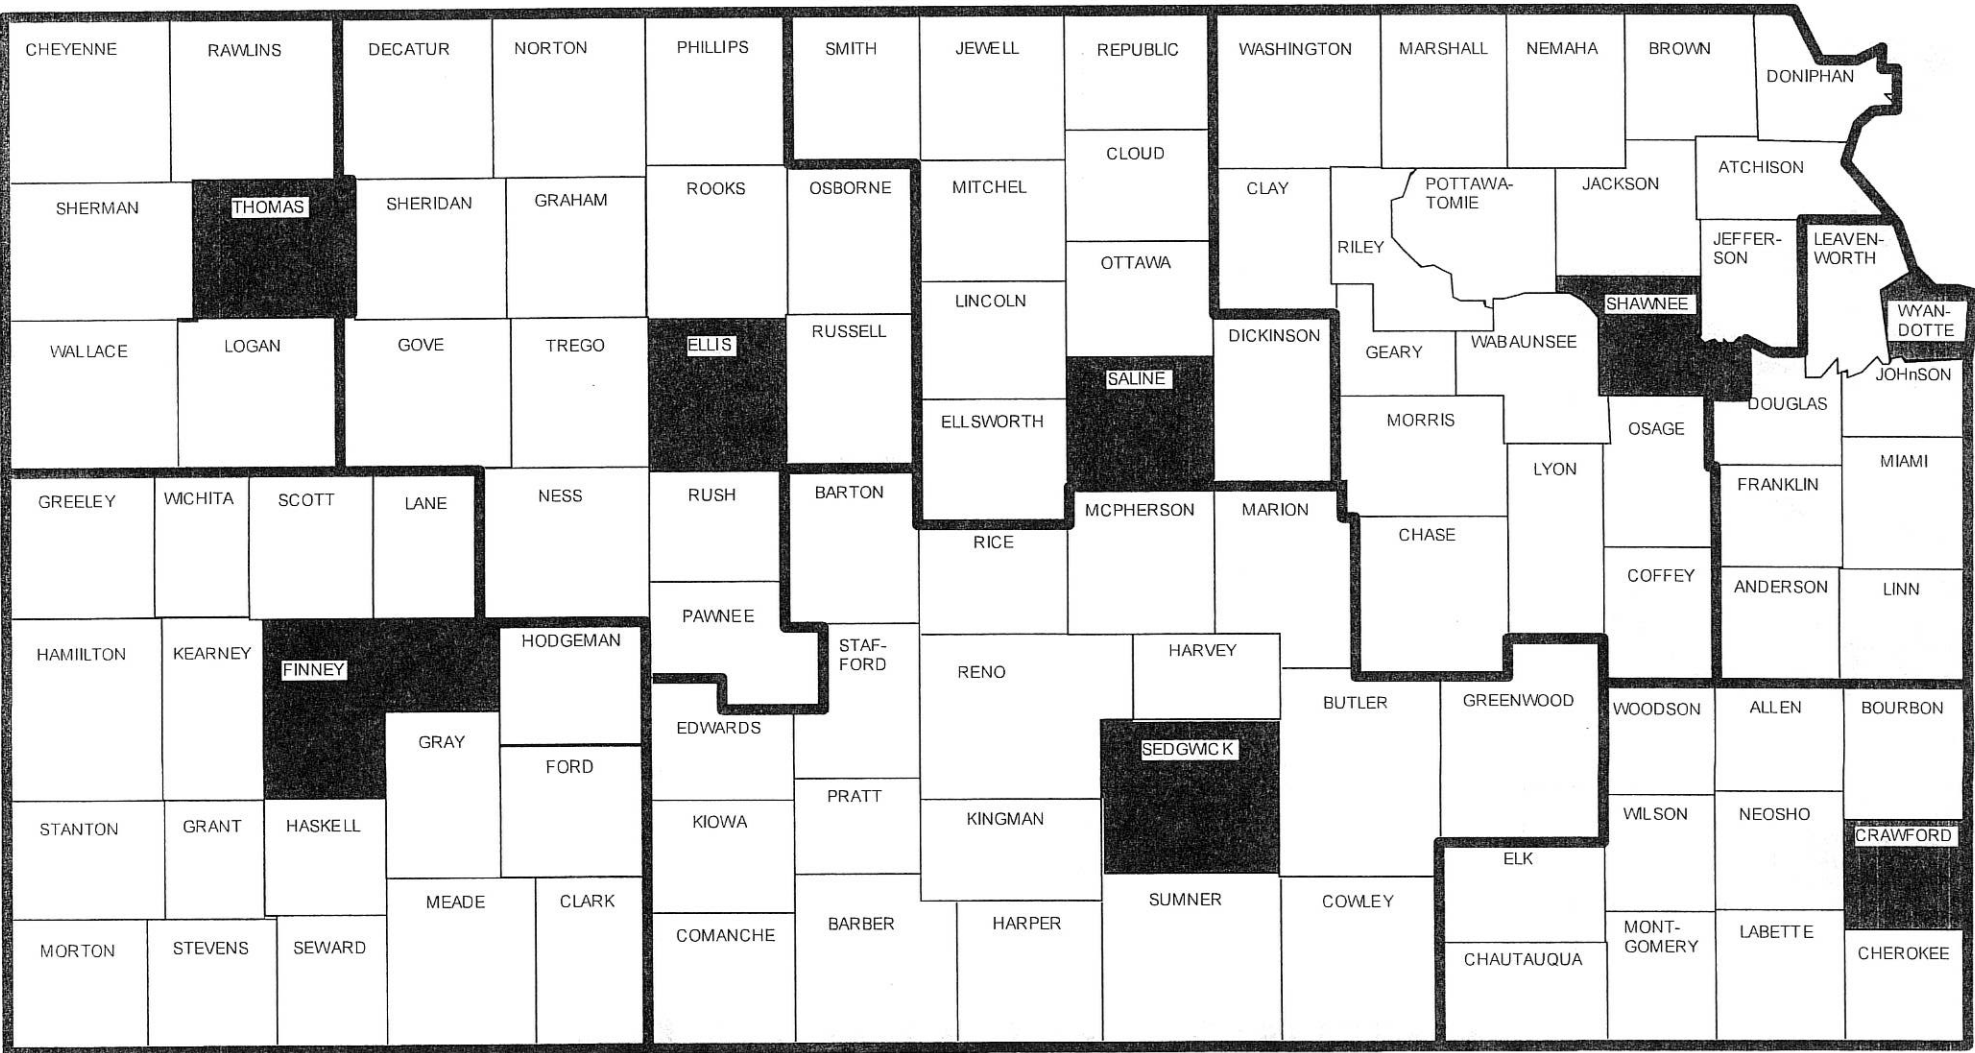 CHEYENNE
RAWLINS
DECATUR
NORTON
PHILLIPS
SMITH
JEWELL
REPUBLIC
WASHINGTON
MARSHALL
NEMAHA
BROWN
DONIPHAN
CLOUD
ATCHISON
SHERMAN
THOMAS
SHERIDAN
GRAHAM
ROOKS
OSBORNE
MITCHEL
CLAY
POTTAWA-
TOMIE
JACKSON
RILEY
OTTAWA
JEFFER-
SON
LEAVEN-
WORTH
LINCOLN
SHAWNEE
WYAN-
DOTTE
WALLACE
LOGAN
GOVE
TREGO
ELLIS
RUSSELL
DICKINSON
GEARY
WABAUNSEE
SALINE
JOHnSON
ELLSWORTH
MORRIS
DOUGLAS
OSAGE
LYON
MIAMI
GREELEY
WICHITA
SCOTT
LANE
NESS
RUSH
BARTON
MCPHERSON
MARION
FRANKLIN
RICE
CHASE
COFFEY
ANDERSON
LINN
PAWNEE
HAMIILTON
KEARNEY
FINNEY
HODGEMAN
STAF-
FORD
RENO
HARVEY
BUTLER
GREENWOOD
WOODSON
ALLEN
BOURBON
GRAY
EDWARDS
SEDGWICK
FORD
PRATT
STANTON
GRANT
HASKELL
KIOWA
KINGMAN
WILSON
NEOSHO
CRAWFORD
ELK
MEADE
CLARK
SUMNER
COWLEY
BARBER
HARPER
COMANCHE
MONT-
GOMERY
LABETTE
MORTON
STEVENS
SEWARD
CHAUTAUQUA
CHEROKEE